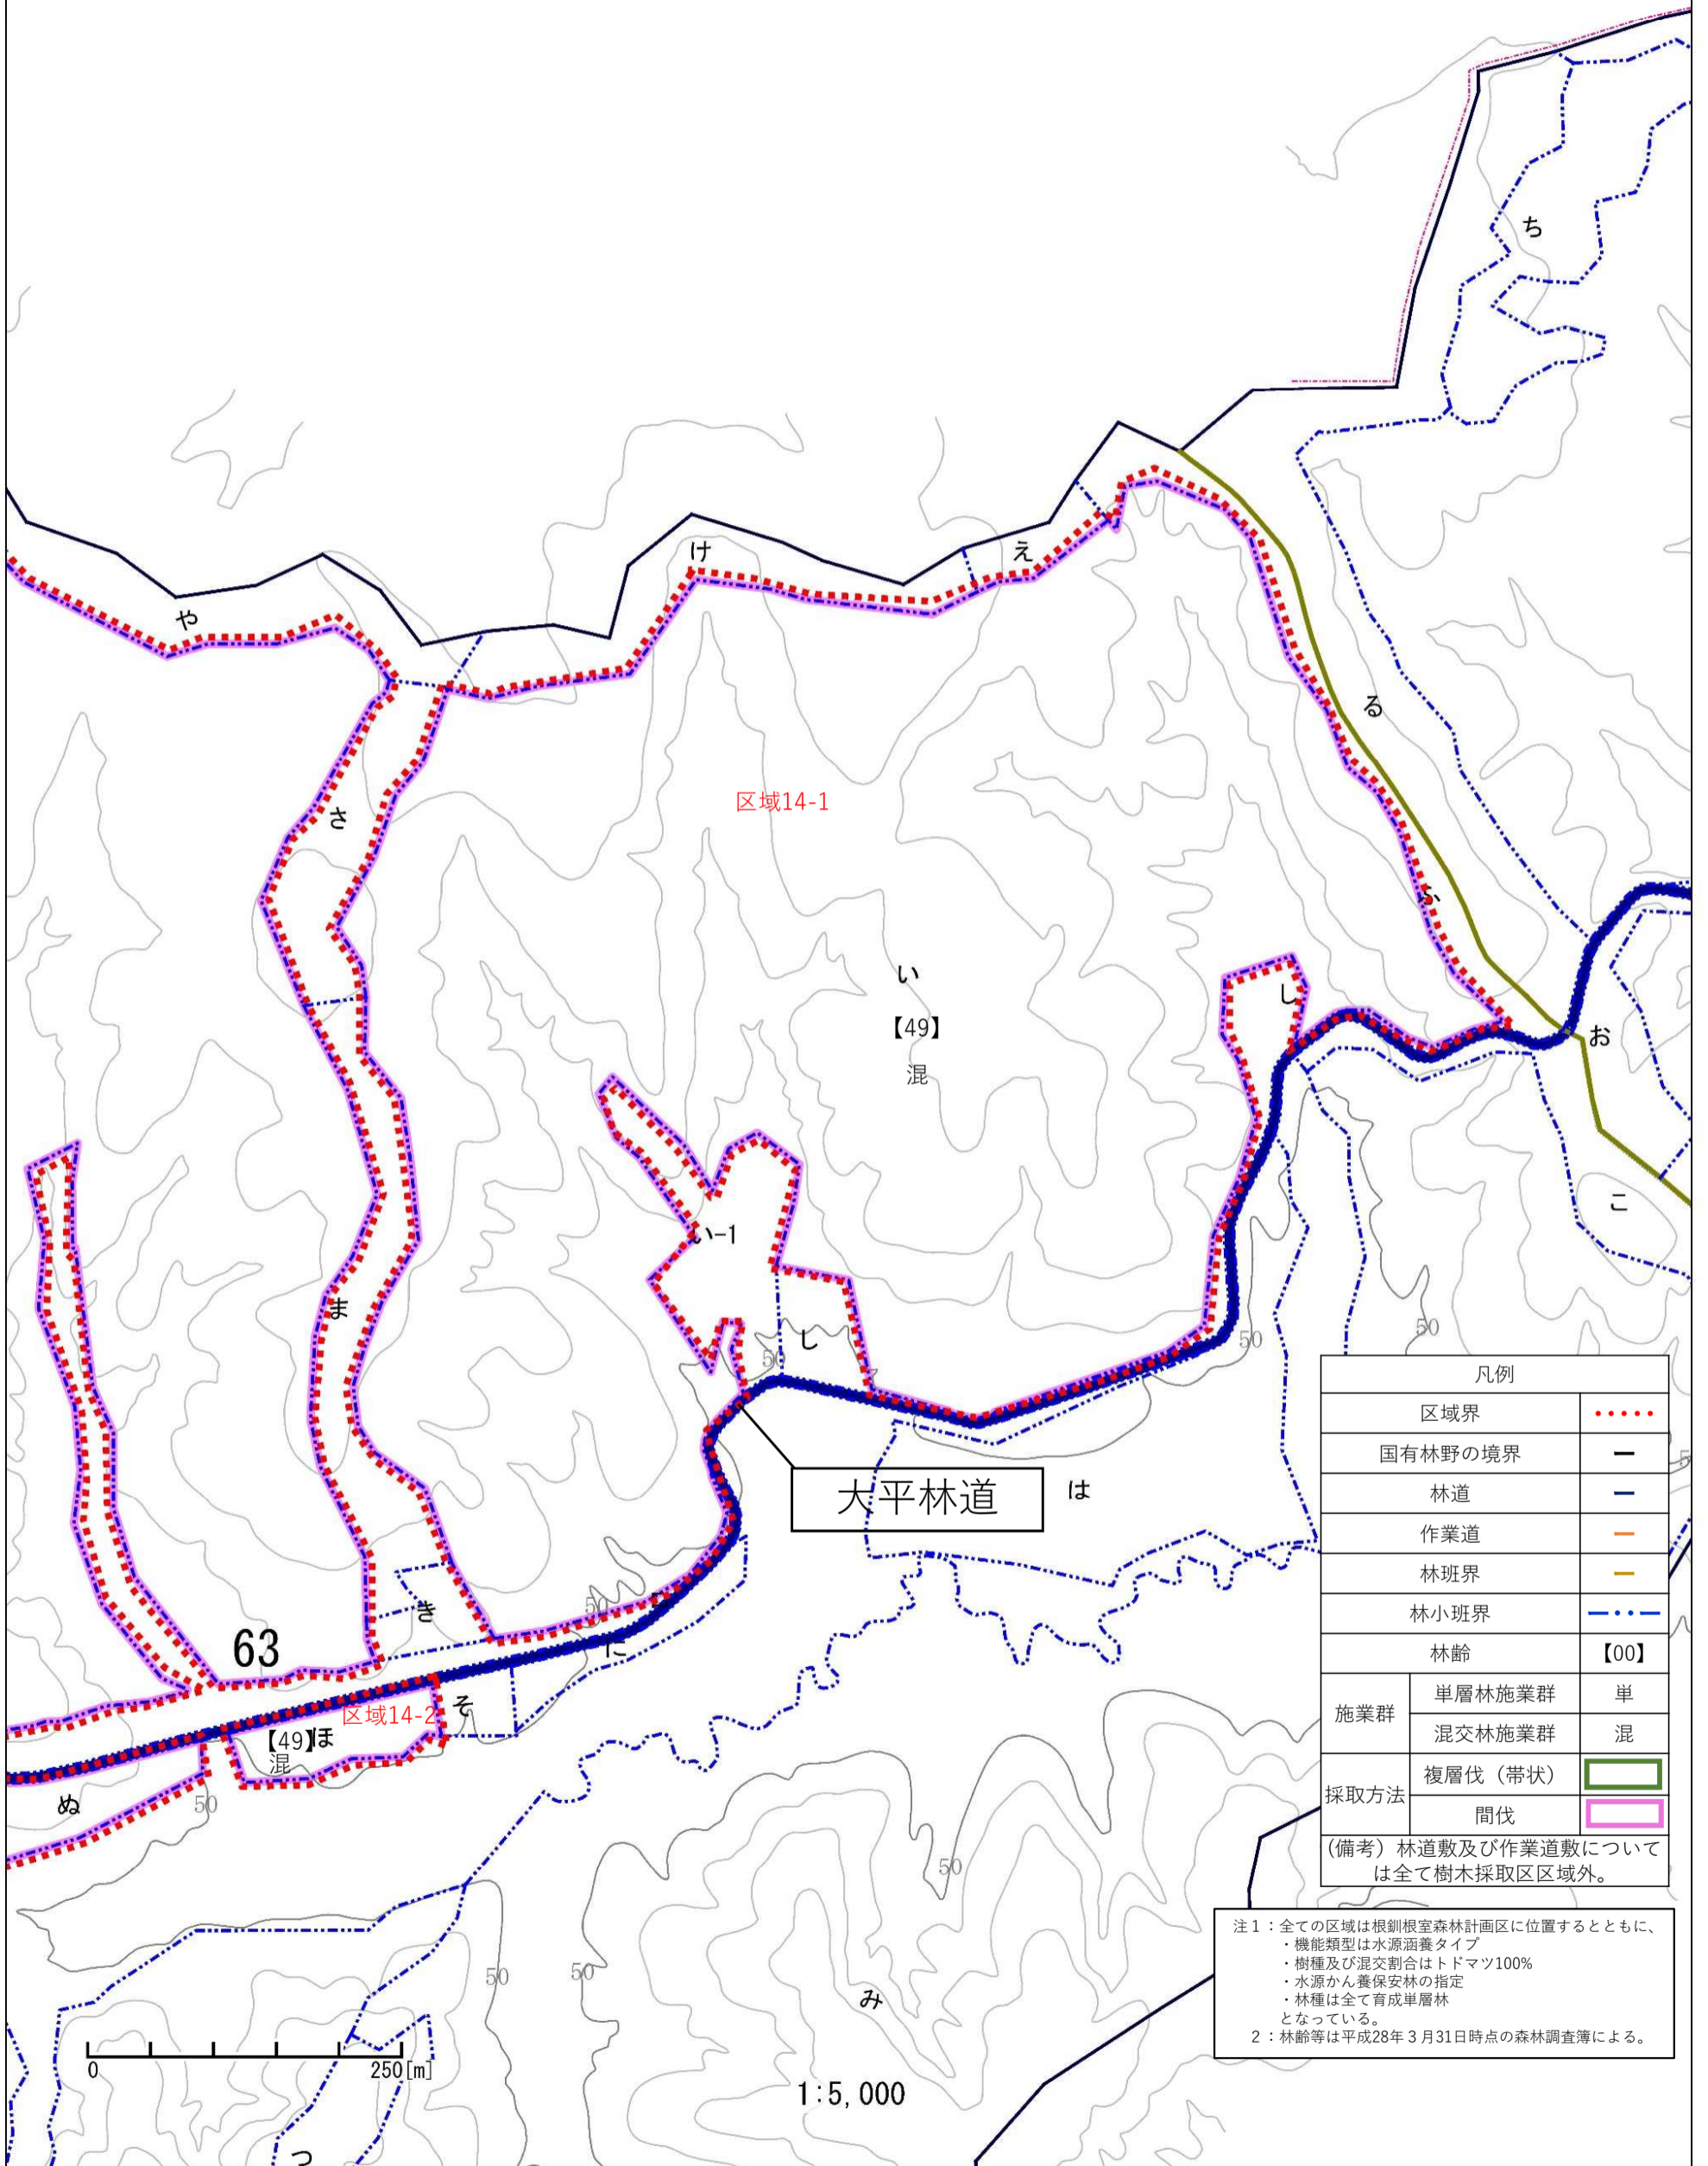 ち
け
え
や
る
区域14-1
さ
ふ
い
【49】
混
し
お
こ
い-1
ま
し
50
50
50
大平林道
は
き
50
63
に
区域14-2
そ
【49】ほ
混
ぬ
50
50
50
50
み
つ
0
250[m]
1:5,000
凡例
区域界
国有林野の境界
林道
作業道
林班界
林小班界
林齢 【00】
施業群
単層林施業群 単
混交林施業群 混
採取方法
複層伐（帯状）
間伐
(備考）林道敷及び作業道敷について
は全て樹木採取区区域外。
注１：全ての区域は根釧根室森林計画区に位置するとともに、
・機能類型は水源涵養タイプ
・樹種及び混交割合はトドマツ100%
・水源かん養保安林の指定
・林種は全て育成単層林
となっている。
２：林齢等は平成28年３月31日時点の森林調査簿による。